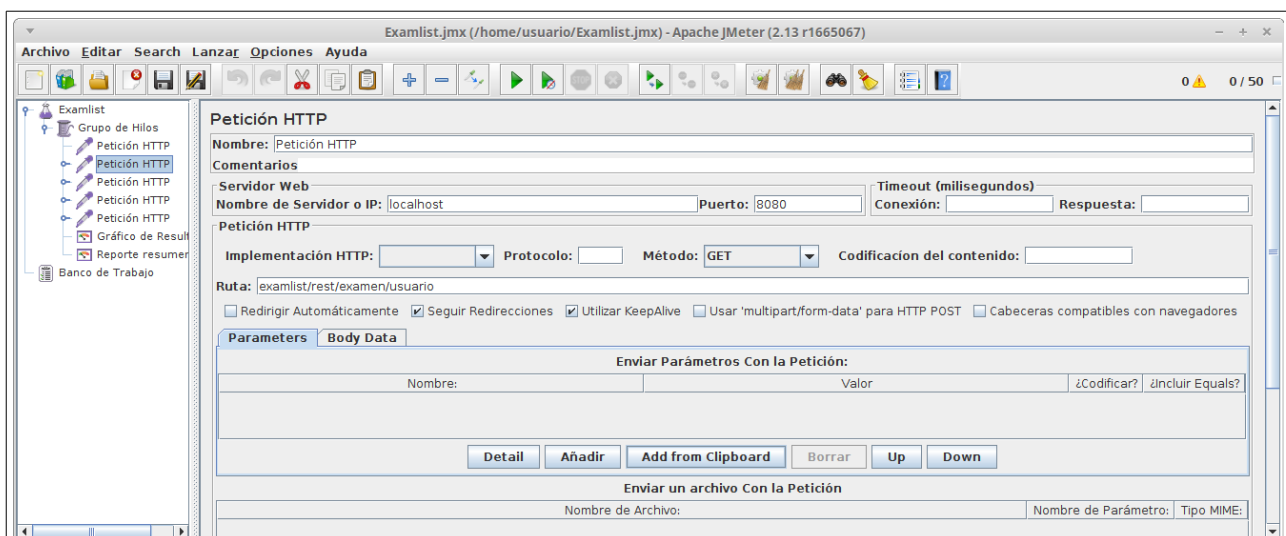 Examlist.jmx (/home/usuario/Examlist.jmx) - Apache JMeter (2.13 r1665067)
Archivo Editar Search Lanzar Opciones Ayuda
0 0 / 50
Examlist
Grupo de Hilos
Petición HTTP
Petición HTTP
Petición HTTP
Petición HTTP
Petición HTTP
Gráfico de Result
Reporte resumen
Banco de Trabajo
Petición HTTP
Nombre: Petición HTTP
Comentarios
Servidor Web
Nombre de Servidor o IP: localhost Puerto: 8080
Timeout (milisegundos)
Conexión: Respuesta:
Petición HTTP
Implementación HTTP: Protocolo: Método: GET Codificacíon del contenido:
Ruta: examlist/rest/examen/usuario
Redirigir Automáticamente Seguir Redirecciones Utilizar KeepAlive Usar 'multipart/form-data' para HTTP POST Cabeceras compatibles con navegadores
Parameters Body Data
Enviar Parámetros Con la Petición:
Nombre: Valor ¿Codificar? ¿Incluir Equals?
Detail Añadir Add from Clipboard Borrar Up Down
Enviar un archivo Con la Petición
Nombre de Archivo: Nombre de Parámetro: Tipo MIME: